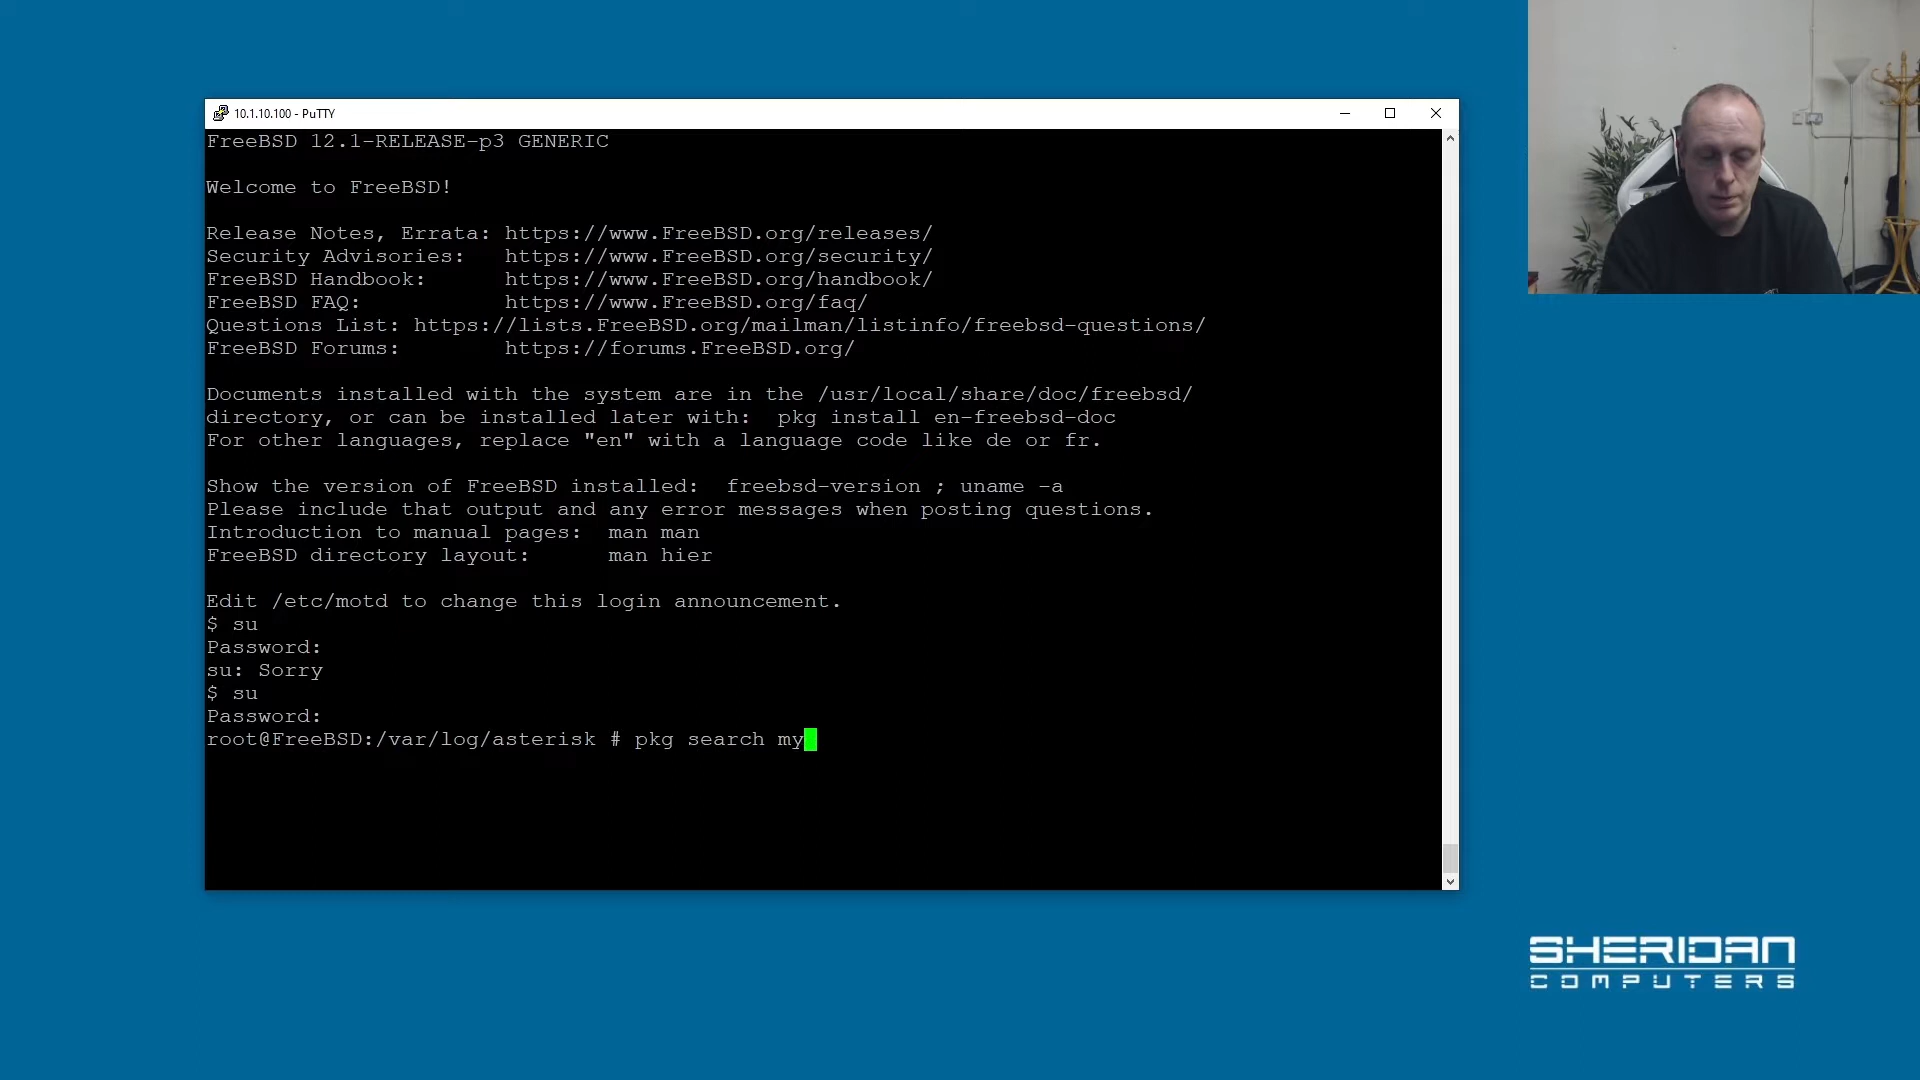 10.1.10.100 - PuTTY
FreeBSD 12.1-RELEASE-p3 GENERIC
Welcome to FreeBSD!
Release Notes, Errata: https://www.FreeBSD.org/releases/
Security Advisories:   https://www.FreeBSD.org/security/
FreeBSD Handbook:      https://www.FreeBSD.org/handbook/
FreeBSD FAQ:           https://www.FreeBSD.org/faq/
Questions List: https://lists.FreeBSD.org/mailman/listinfo/freebsd-questions/
FreeBSD Forums:        https://forums.FreeBSD.org/
Documents installed with the system are in the /usr/local/share/doc/freebsd/
directory, or can be installed later with:  pkg install en-freebsd-doc
For other languages, replace "en" with a language code like de or fr.
Show the version of FreeBSD installed:  freebsd-version ; uname -a
Please include that output and any error messages when posting questions.
Introduction to manual pages:  man man
FreeBSD directory layout:      man hier
Edit /etc/motd to change this login announcement.
$ su
Password:
su: Sorry
$ su
Password:
root@FreeBSD:/var/log/asterisk # pkg search my
SHERIDAN
COMPUTERS